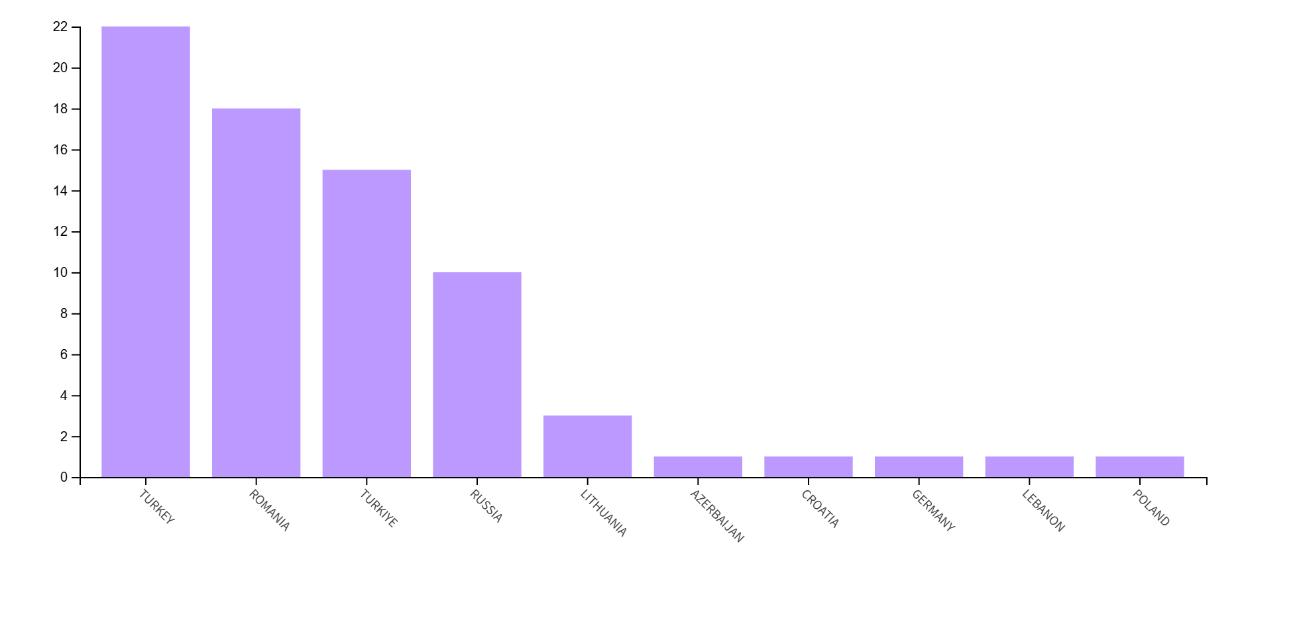 22
20
18
16
14
12
10
8
6
4
2
0
TURKEY
ROMANIA
TURKIYE
RUSSIA
LITHUANIA
AZERBAIJAN
CROATIA
GERMANY
LEBANON
POLAND